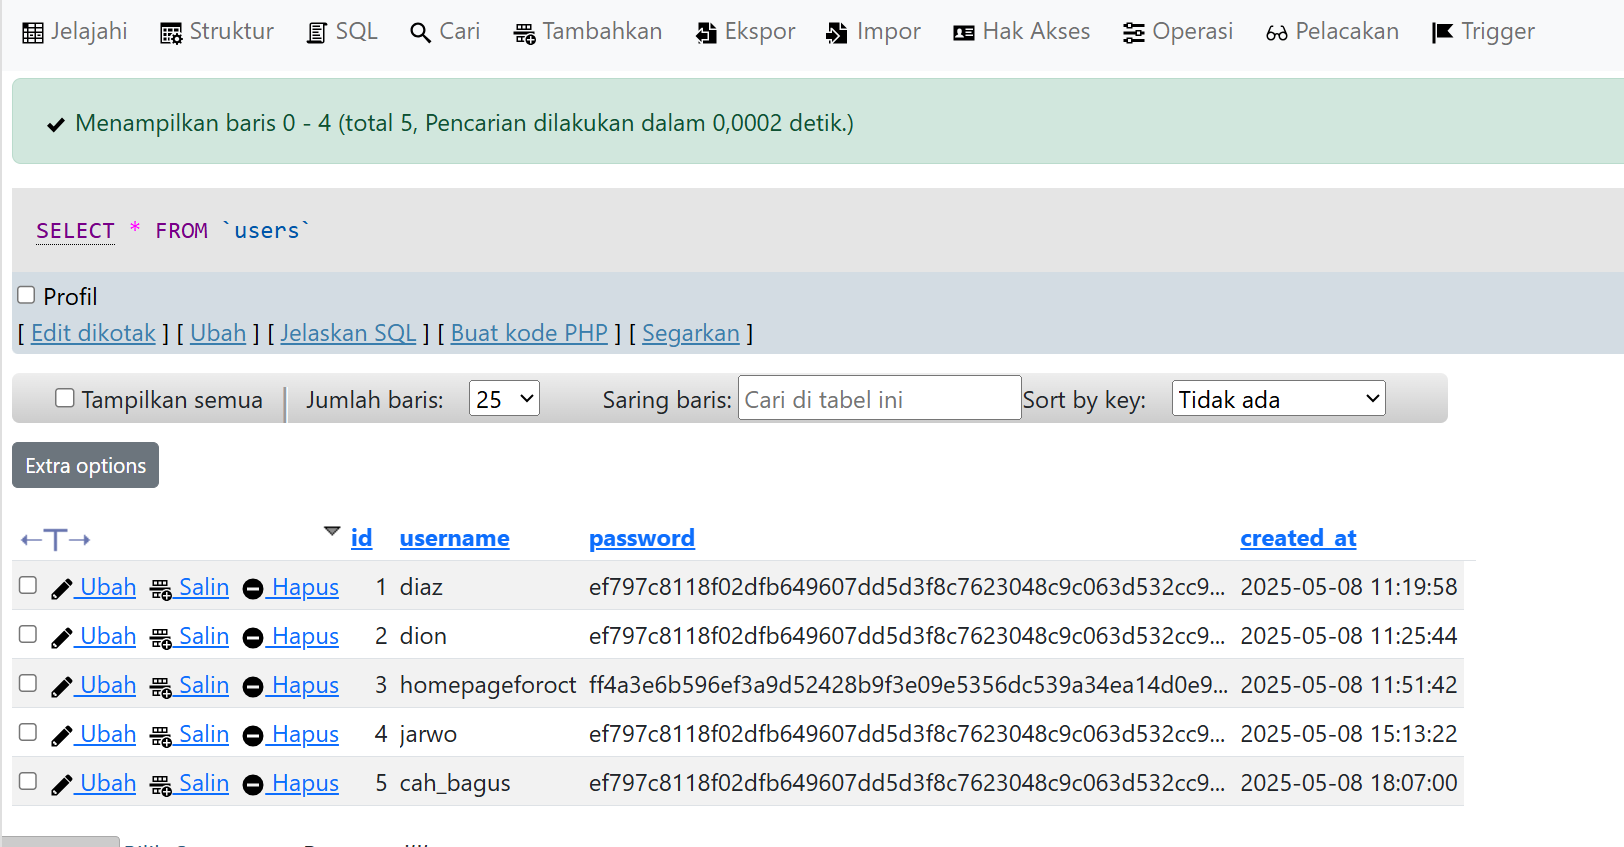 Jelajahi Struktur SQL Cari Tambahkan Ekspor Impor Hak Akses Operasi Pelacakan Trigger
Menampilkan baris 0 - 4 (total 5, Pencarian dilakukan dalam 0,0002 detik.)
SELECT * FROM `users`
Profil
[ Edit dikotak ] [ Ubah ] [ Jelaskan SQL ] [ Buat kode PHP ] [ Segarkan ]
Tampilkan semua Jumlah baris: 25 Saring baris: Cari di tabel ini Sort by key: Tidak ada
Extra options
←T→ id username password created_at
Ubah Salin Hapus 1 diaz ef797c8118f02dfb649607dd5d3f8c7623048c9c063d532cc9... 2025-05-08 11:19:58
Ubah Salin Hapus 2 dion ef797c8118f02dfb649607dd5d3f8c7623048c9c063d532cc9... 2025-05-08 11:25:44
Ubah Salin Hapus 3 homepageforoct ff4a3e6b596ef3a9d52428b9f3e09e5356dc539a34ea14d0e9... 2025-05-08 11:51:42
Ubah Salin Hapus 4 jarwo ef797c8118f02dfb649607dd5d3f8c7623048c9c063d532cc9... 2025-05-08 15:13:22
Ubah Salin Hapus 5 cah_bagus ef797c8118f02dfb649607dd5d3f8c7623048c9c063d532cc9... 2025-05-08 18:07:00